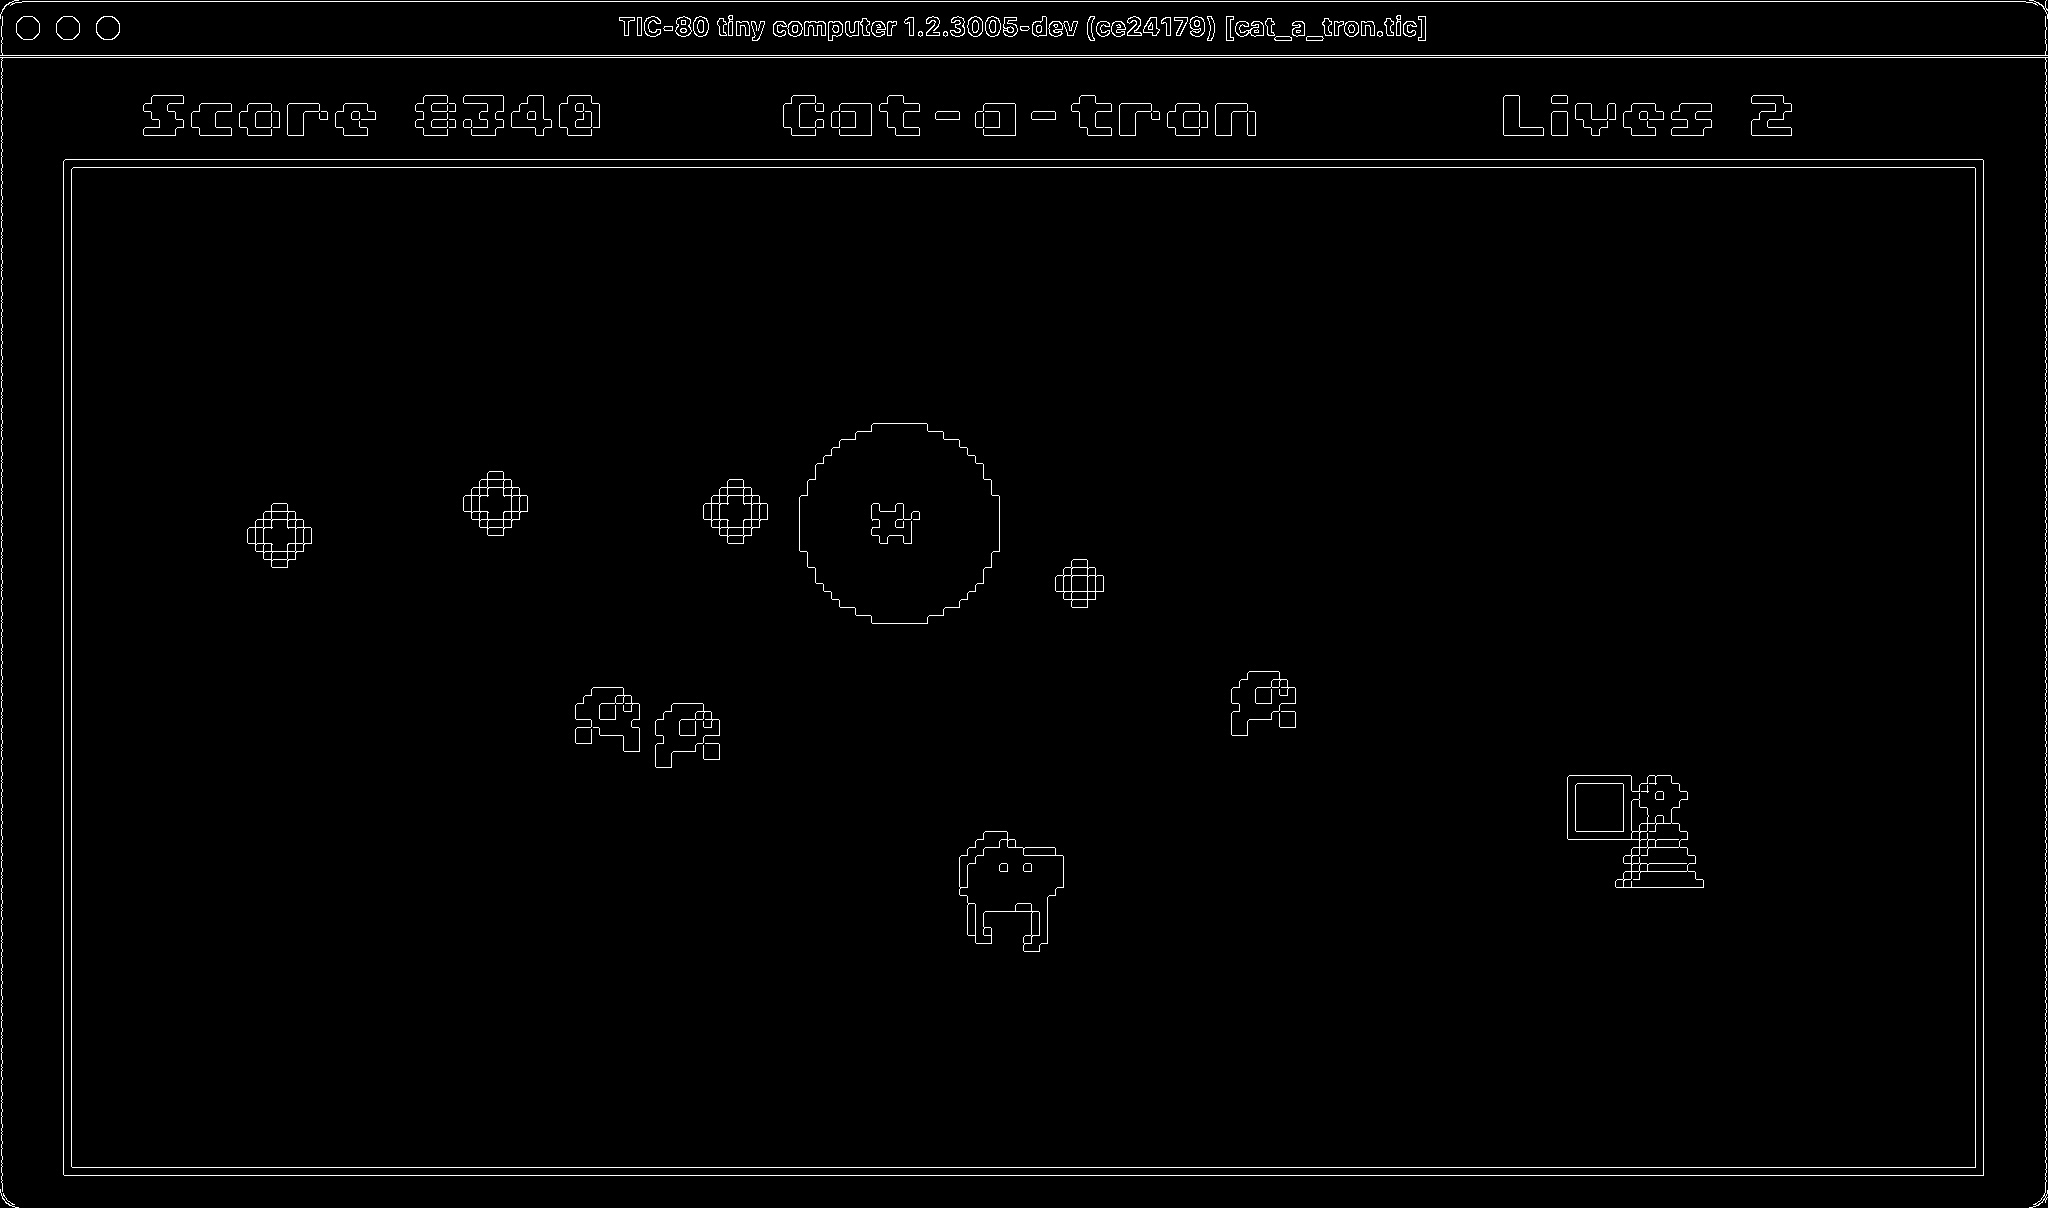 TIC-80 tiny computer 1.2.3005-dev (ce24179) [cat_a_tron.tic]
Score 8340 Cat-a-tron Lives 2